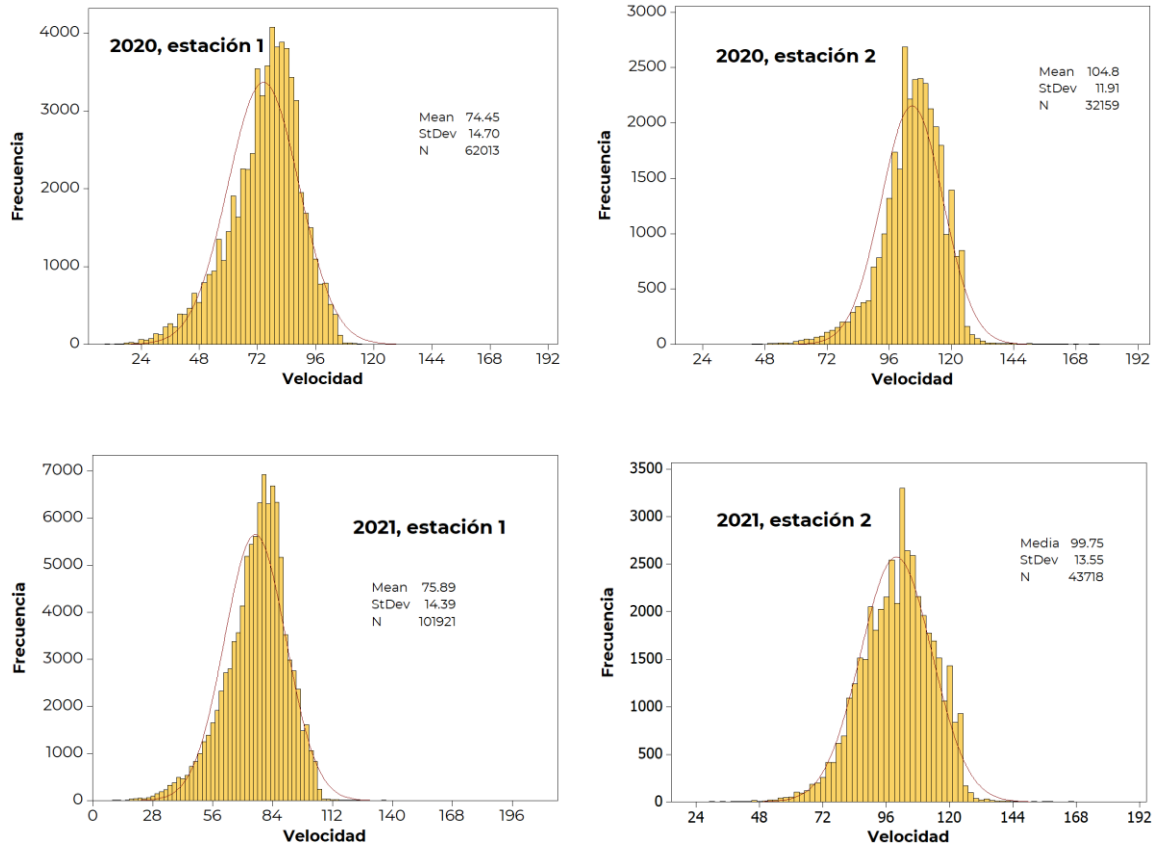 2020, estación 1
4000
3000
2000
1000
0
Frecuencia
Mean 74.45
StDev 14.70
N 62013
24 48 72 96 120 144 168 192
Velocidad
2020, estación 2
3000
2500
2000
1500
1000
500
0
Frecuencia
Mean 104.8
StDev 11.91
N 32159
24 48 72 96 120 144 168 192
Velocidad
2021, estación 1
7000
6000
5000
4000
3000
2000
1000
0
Frecuencia
Mean 75.89
StDev 14.39
N 101921
0 28 56 84 112 140 168 196
Velocidad
2021, estación 2
3500
3000
2500
2000
1500
1000
500
0
Frecuencia
Media 99.75
StDev 13.55
N 43718
24 48 72 96 120 144 168 192
Velocidad